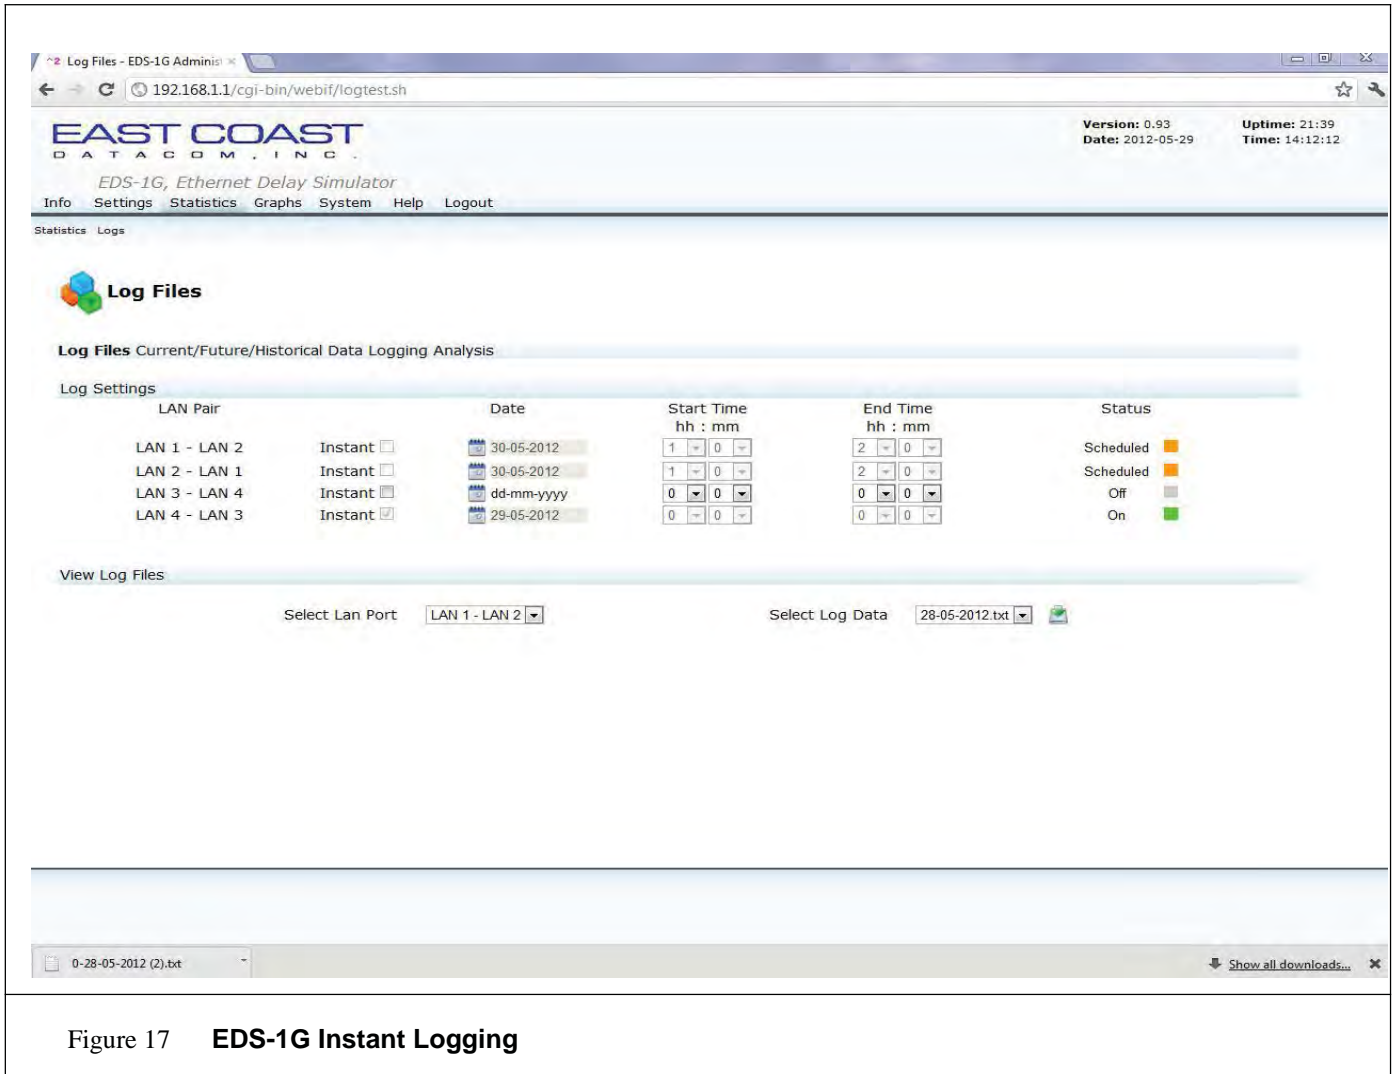 ^2 Log Files - EDS-1G Adminis
192.168.1.1/cgi-bin/webif/logtest.sh
EAST COAST
DATACOM, INC.
Version: 0.93 Uptime: 21:39
Date: 2012-05-29 Time: 14:12:12
EDS-1G, Ethernet Delay Simulator
Info Settings Statistics Graphs System Help Logout
Statistics Logs
Log Files
Log Files Current/Future/Historical Data Logging Analysis
Log Settings
LAN Pair Date Start Time End Time Status
hh : mm hh : mm
LAN 1 - LAN 2 Instant 30-05-2012 1 0 2 0 Scheduled
LAN 2 - LAN 1 Instant 30-05-2012 1 0 2 0 Scheduled
LAN 3 - LAN 4 Instant dd-mm-yyyy 0 0 0 0 Off
LAN 4 - LAN 3 Instant 29-05-2012 0 0 0 0 On
View Log Files
Select Lan Port LAN 1 - LAN 2 Select Log Data 28-05-2012.txt
0-28-05-2012 (2).txt Show all downloads...
Figure 17 EDS-1G Instant Logging